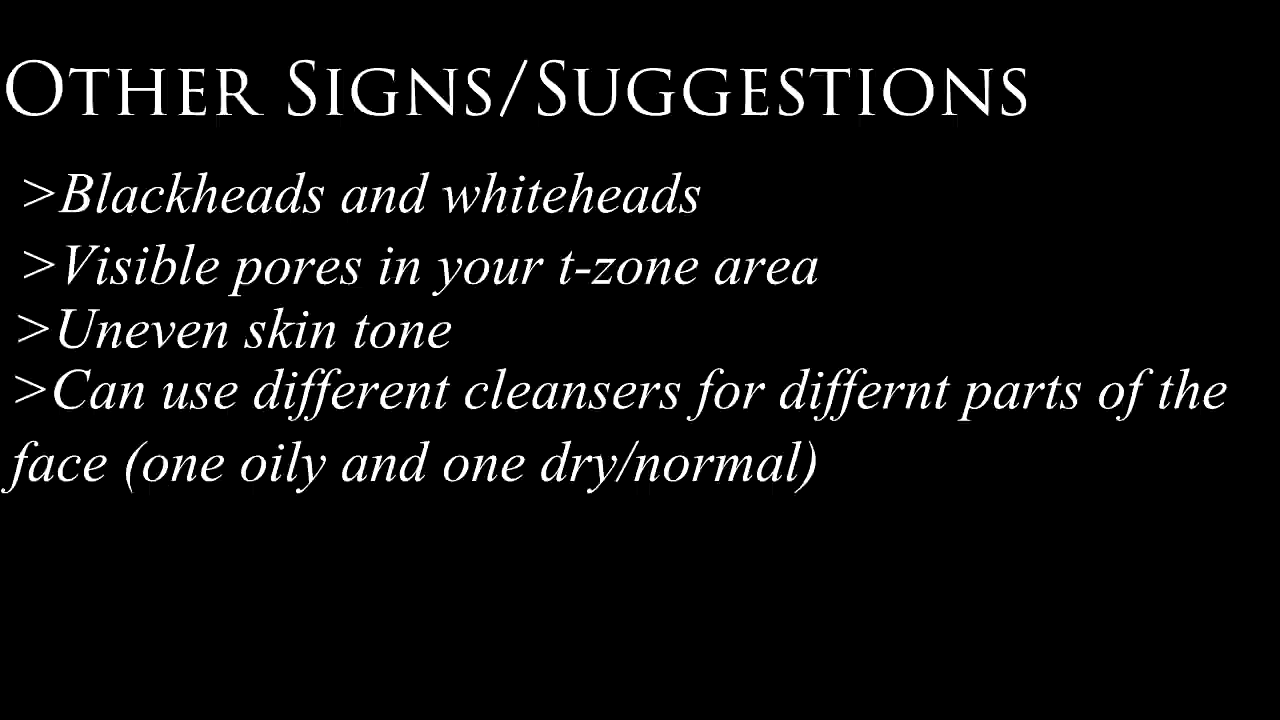 Other Signs/Suggestions
>Blackheads and whiteheads
>Visible pores in your t-zone area
>Uneven skin tone
>Can use different cleansers for differnt parts of the
face (one oily and one dry/normal)